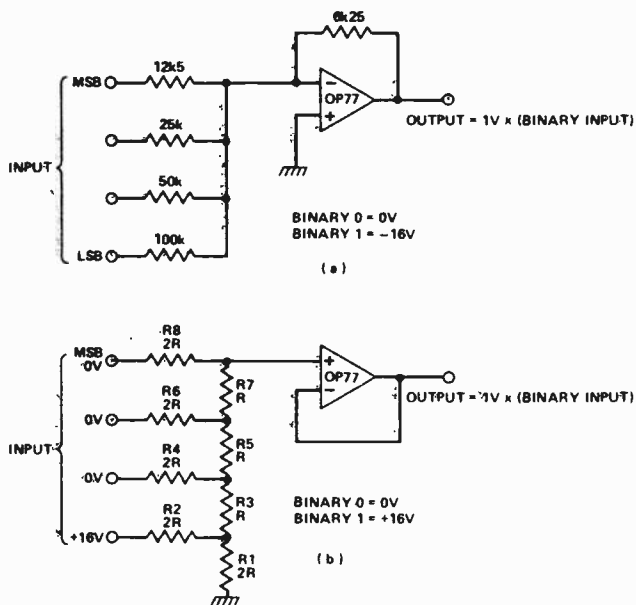 6k25
12k5
MSB
25k
50k
100k
LSB
INPUT
−
OP77
+
OUTPUT = 1V x (BINARY INPUT)
BINARY 0 = 0V
BINARY 1 = −16V
(a)
MSB
0V
R8
2R
R7
R
0V
R6
2R
R5
R
INPUT
0V
R4
2R
R3
R
+16V
R2
2R
R1
2R
+
OP77
−
OUTPUT = 1V x (BINARY INPUT)
BINARY 0 = 0V
BINARY 1 = +16V
(b)